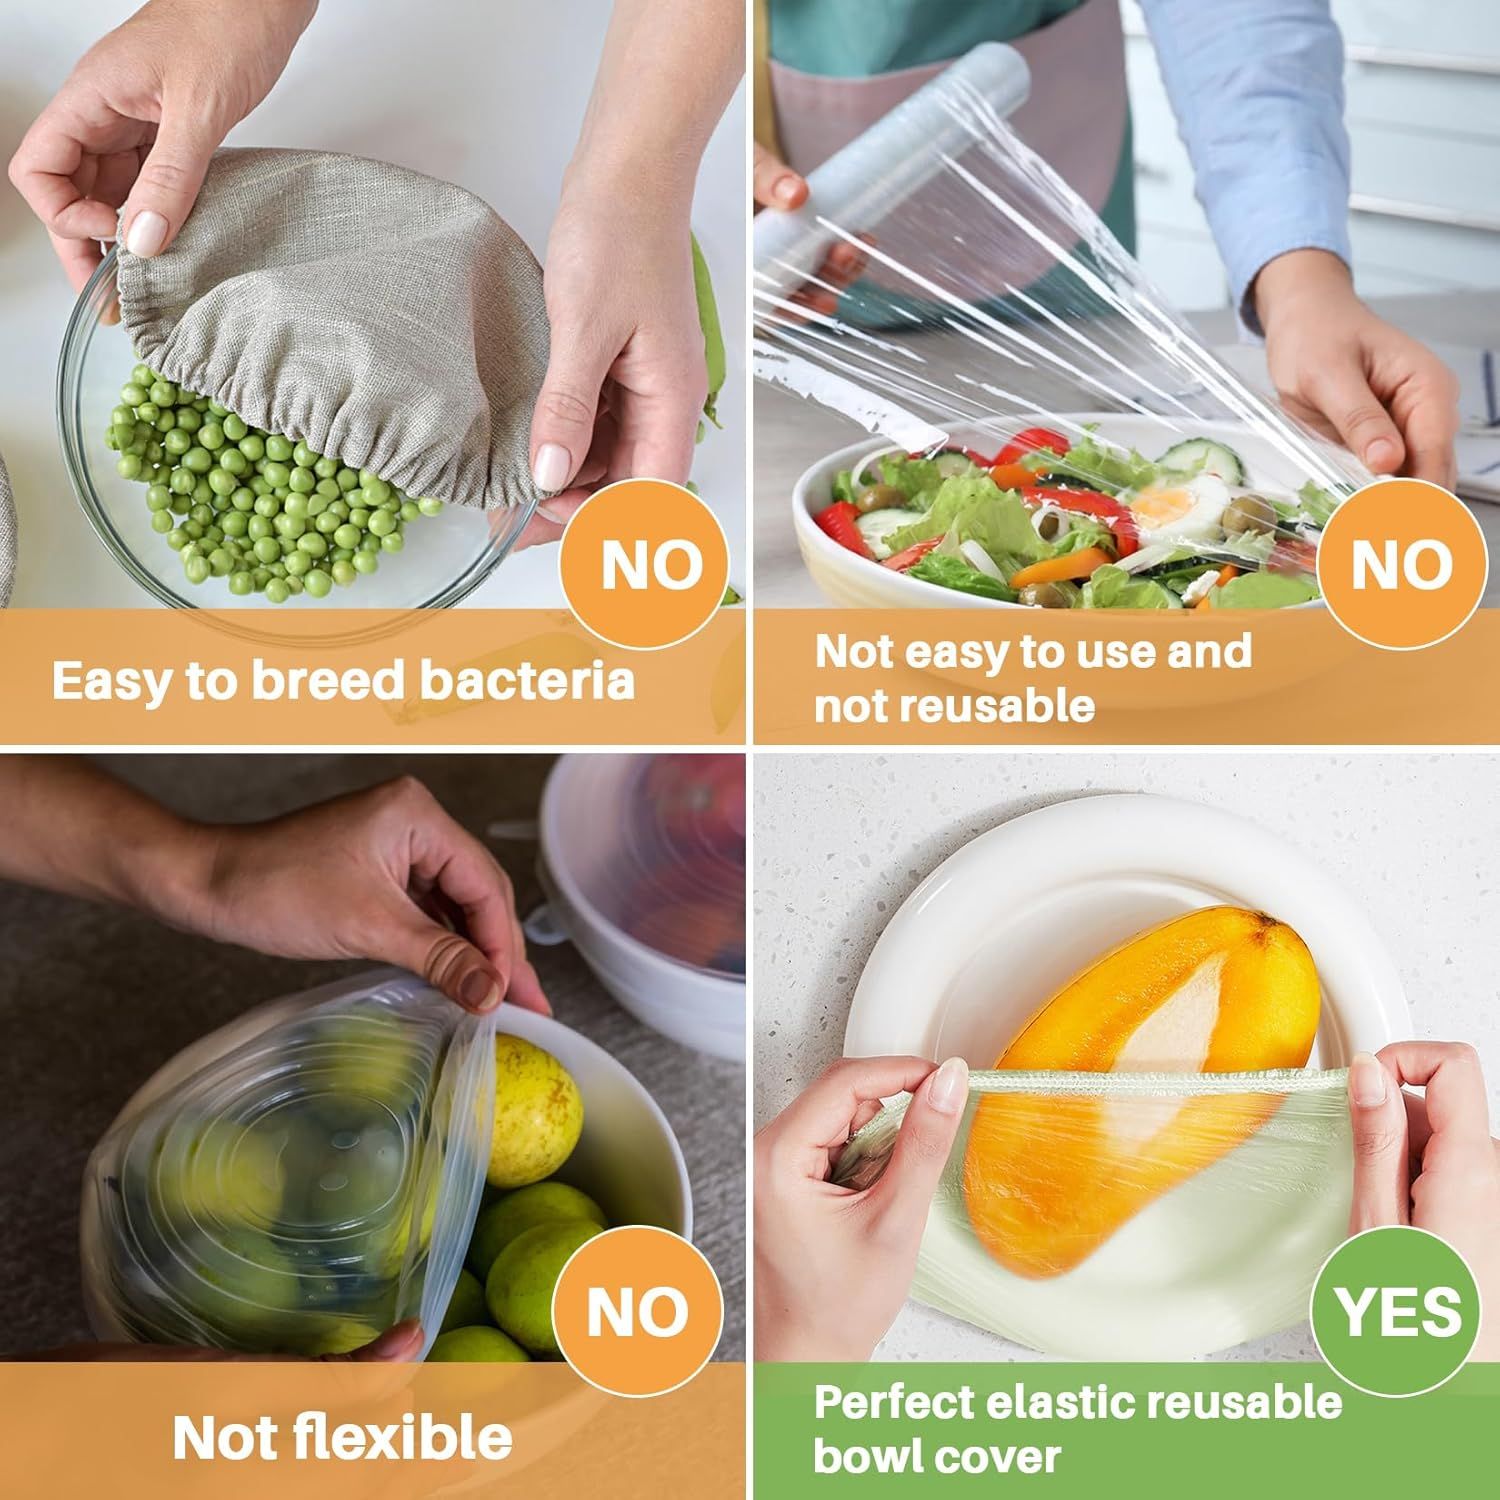 NO
Easy to breed bacteria
NO
Not easy to use and
not reusable
NO
Not flexible
YES
Perfect elastic reusable
bowl cover